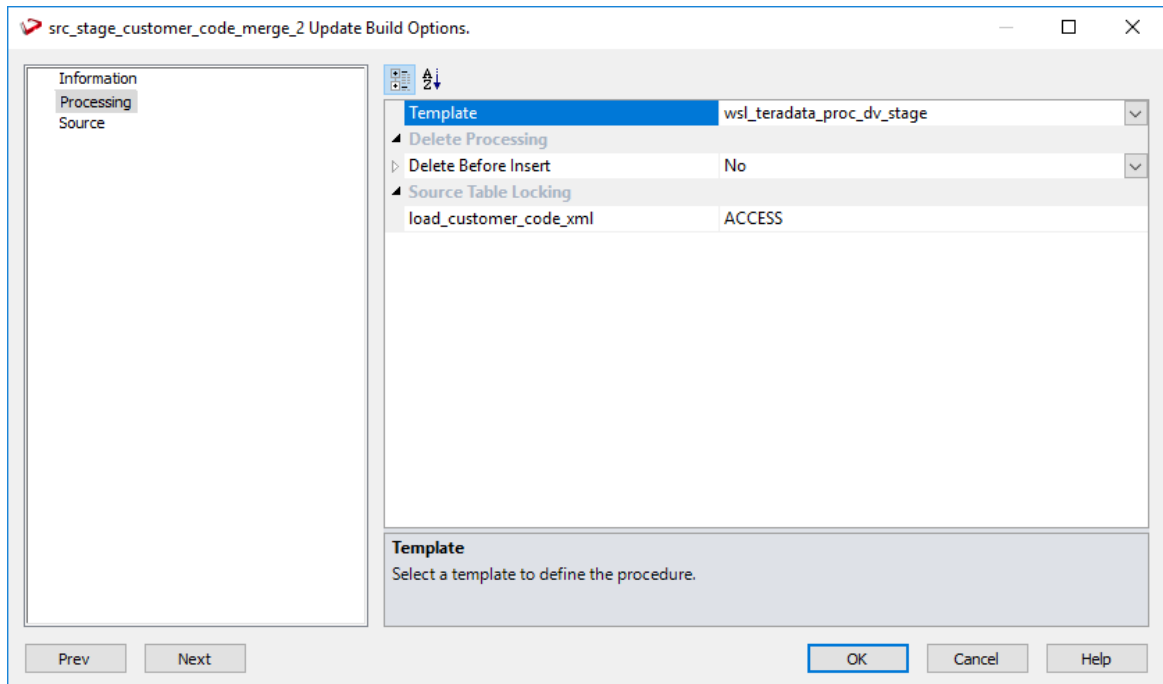 src_stage_customer_code_merge_2 Update Build Options.
Information
Processing
Source
Template wsl_teradata_proc_dv_stage
Delete Processing
Delete Before Insert No
Source Table Locking
load_customer_code_xml ACCESS
Template
Select a template to define the procedure.
Prev Next OK Cancel Help